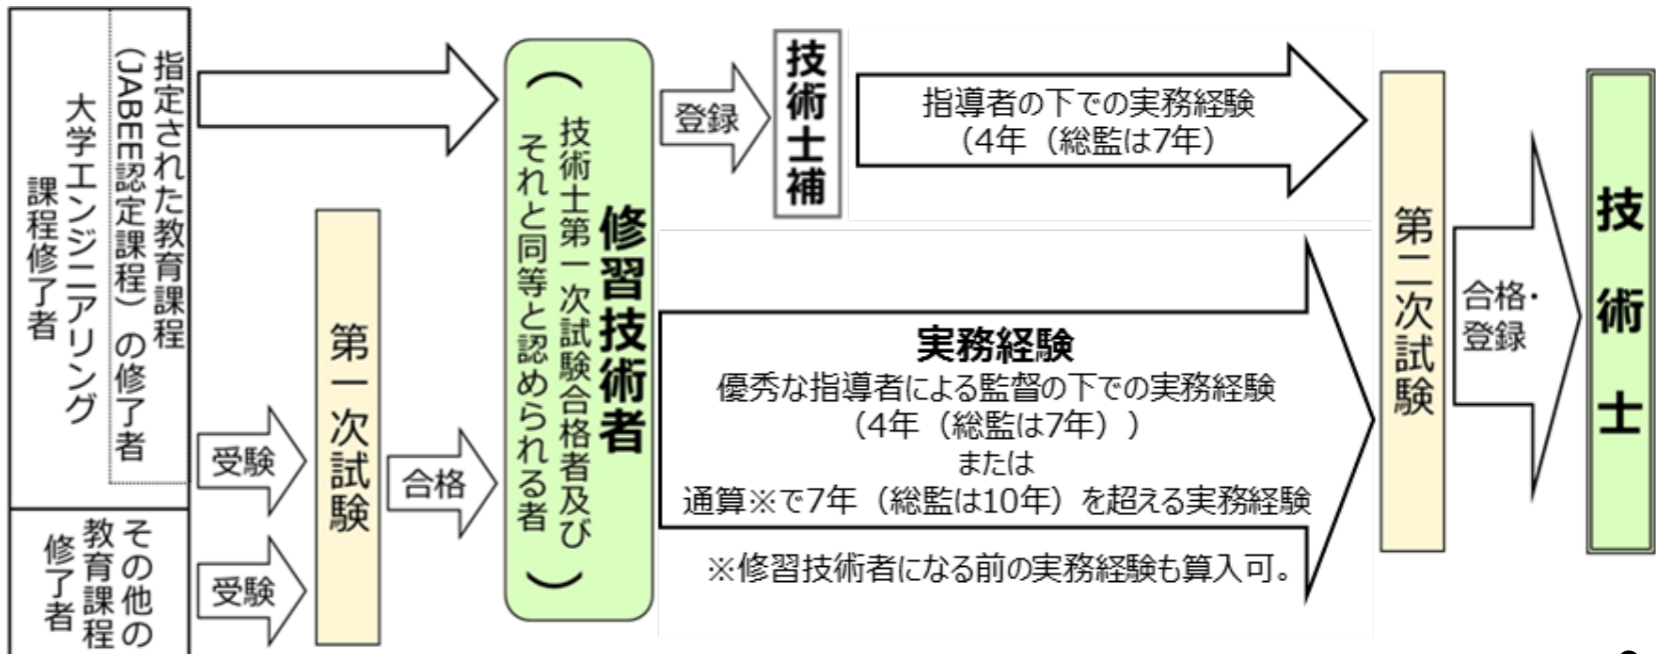 指定された教育課程
（JABEE認定課程）の修了者
大学エンジニアリング
課程修了者
その他の
教育課程
修了者
受験
受験
第一次試験
合格
修習技術者
（技術士第一次試験合格者及び
それと同等と認められる者）
登録
技術士補
指導者の下での実務経験
（4年（総監は7年）
実務経験
優秀な指導者による監督の下での実務経験
（4年（総監は7年））
または
通算※で7年（総監は10年）を超える実務経験
※修習技術者になる前の実務経験も算入可。
第二次試験
合格・
登録
技術士